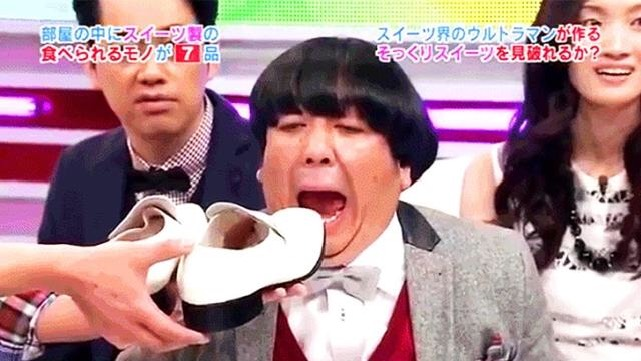 部屋の中にスイーツ製の
食べられるモノが 7 品
スイーツ界のウルトラマンが作る
そっくりスイーツを見破れるか?